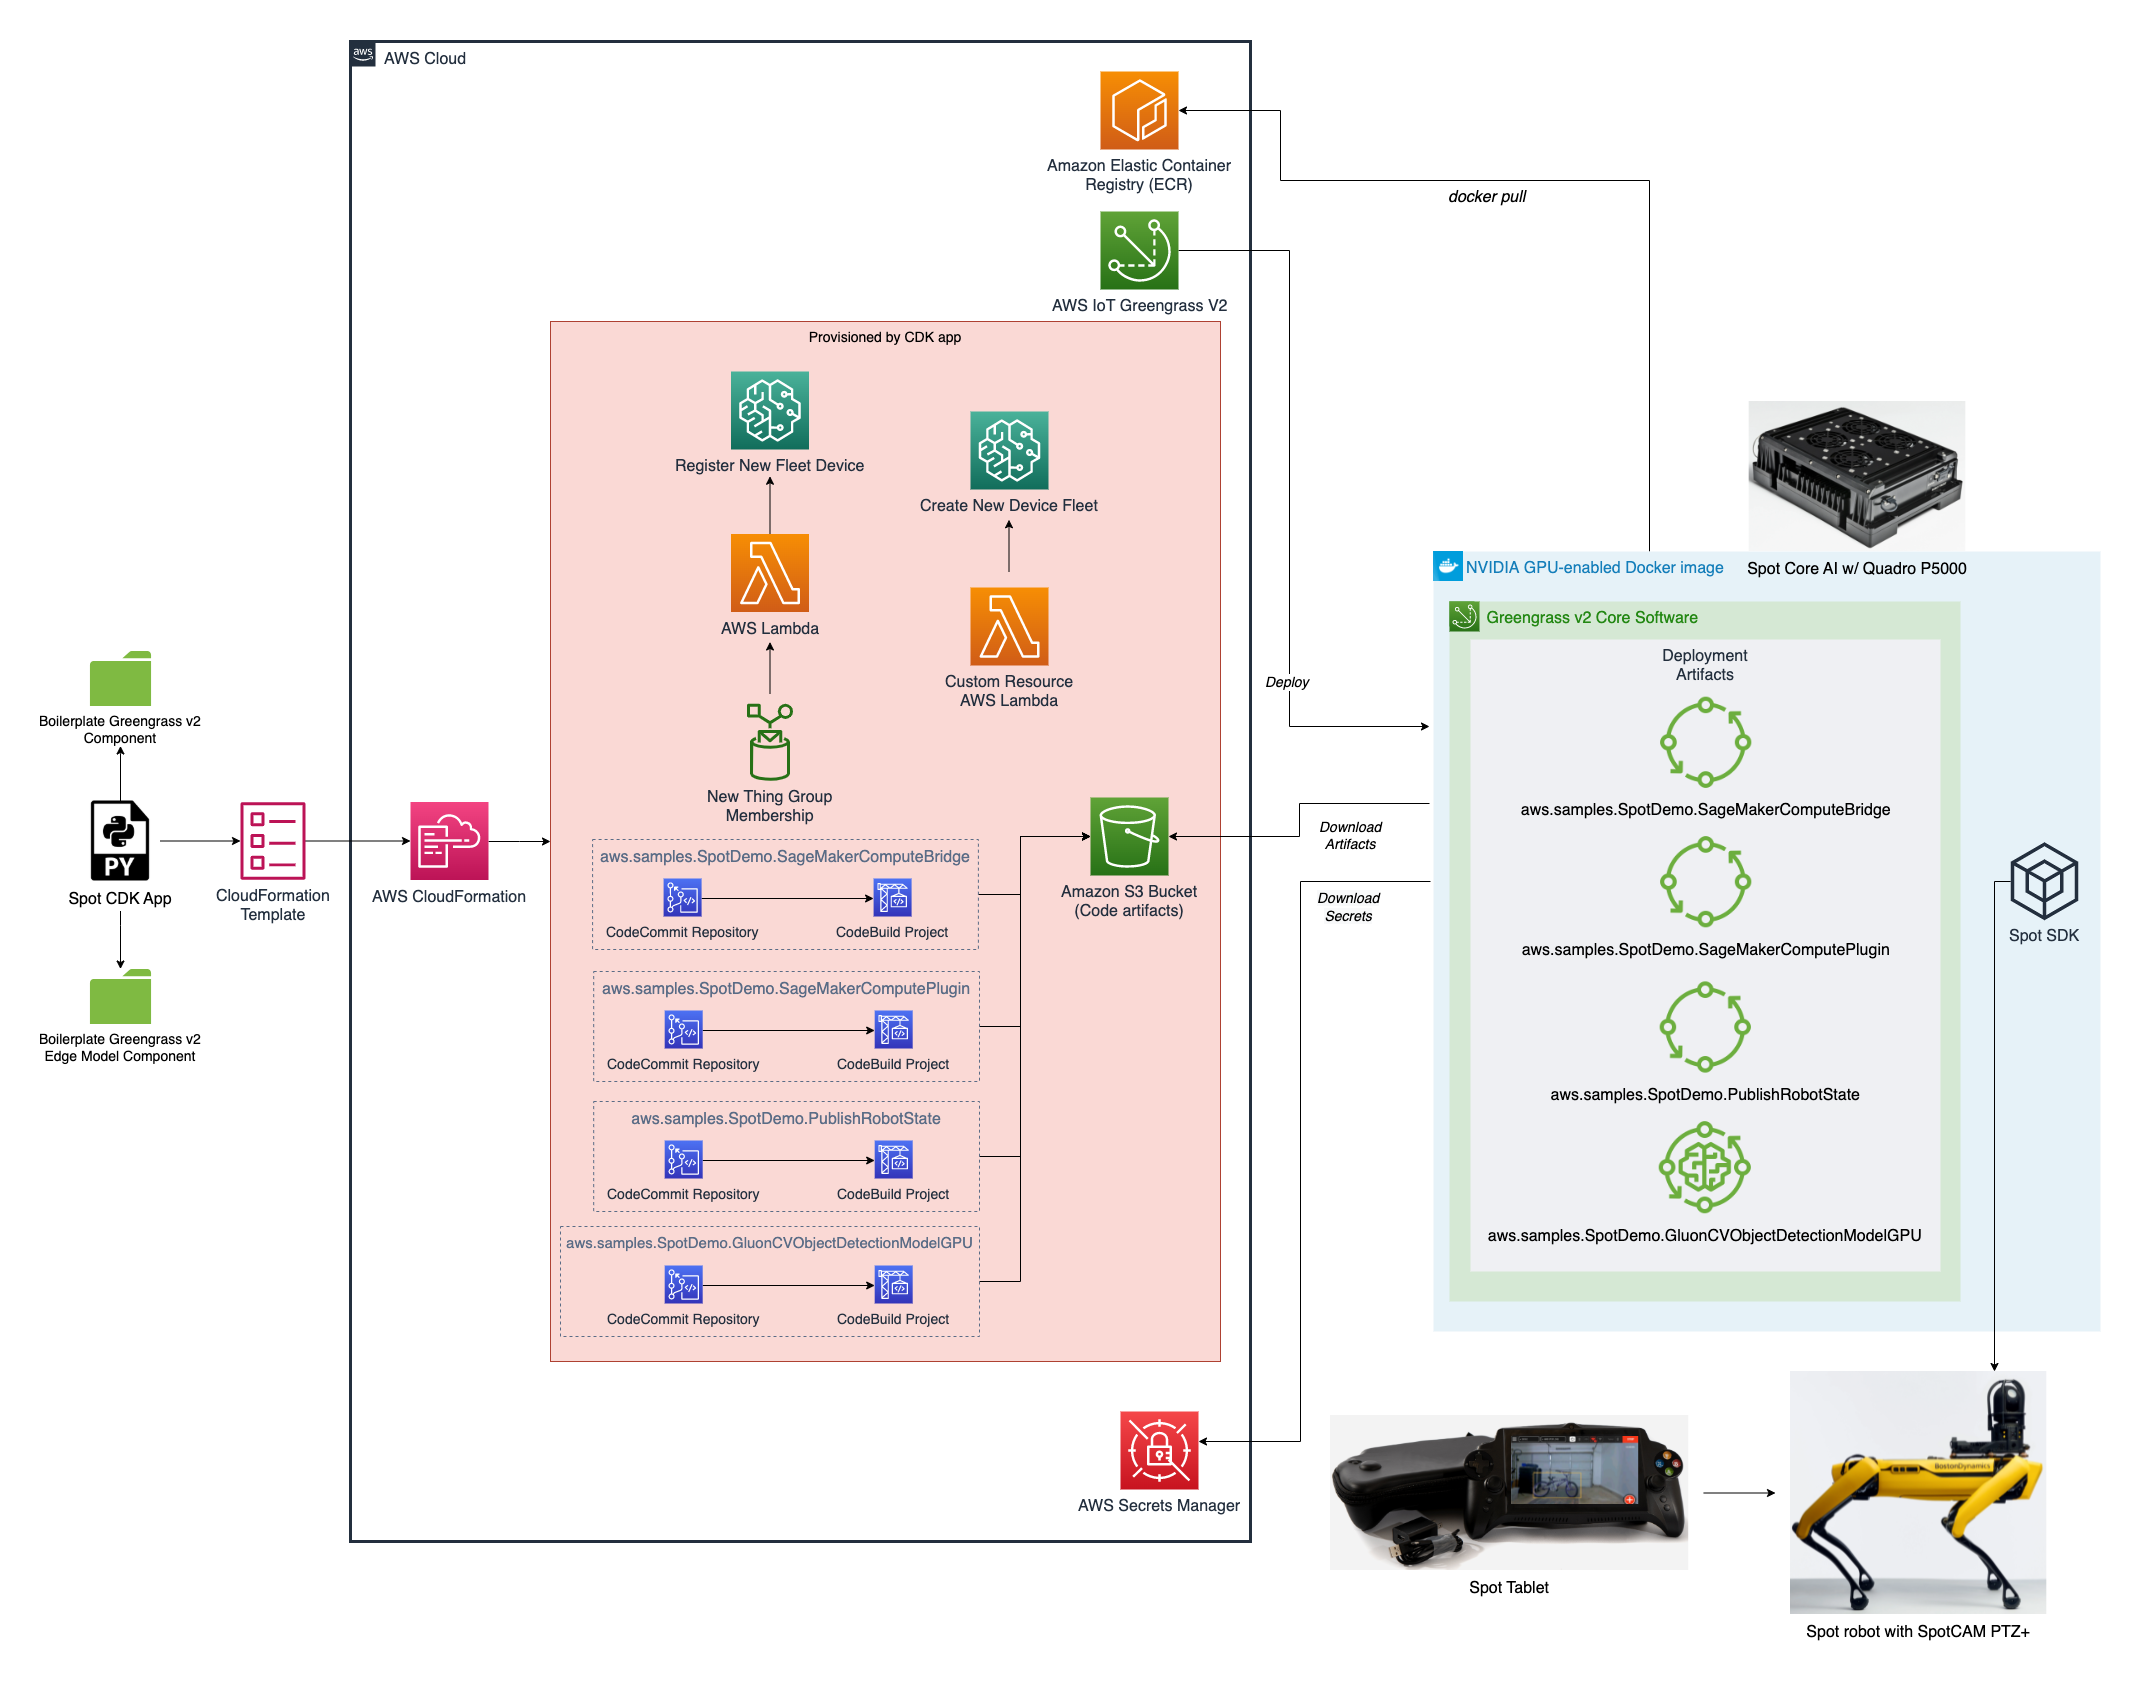 aws
AWS Cloud
Amazon Elastic Container
Registry (ECR)
docker pull
AWS IoT Greengrass V2
Provisioned by CDK app
Register New Fleet Device
Create New Device Fleet
AWS Lambda
Custom Resource
AWS Lambda
New Thing Group
Membership
Boilerplate Greengrass v2
Component
PY
Spot CDK App
Boilerplate Greengrass v2
Edge Model Component
CloudFormation
Template
AWS CloudFormation
aws.samples.SpotDemo.SageMakerComputeBridge
CodeCommit Repository
CodeBuild Project
aws.samples.SpotDemo.SageMakerComputePlugin
CodeCommit Repository
CodeBuild Project
aws.samples.SpotDemo.PublishRobotState
CodeCommit Repository
CodeBuild Project
aws.samples.SpotDemo.GluonCVObjectDetectionModelGPU
CodeCommit Repository
CodeBuild Project
Amazon S3 Bucket
(Code artifacts)
AWS Secrets Manager
Deploy
Download
Artifacts
Download
Secrets
NVIDIA GPU-enabled Docker image
Spot Core AI w/ Quadro P5000
Greengrass v2 Core Software
Deployment
Artifacts
aws.samples.SpotDemo.SageMakerComputeBridge
aws.samples.SpotDemo.SageMakerComputePlugin
aws.samples.SpotDemo.PublishRobotState
aws.samples.SpotDemo.GluonCVObjectDetectionModelGPU
Spot SDK
Spot Tablet
BostonDynamics
Spot robot with SpotCAM PTZ+